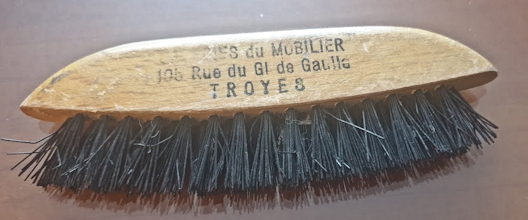 du MOBILIER
105 Rue du Gl de Gaulle
TROYES